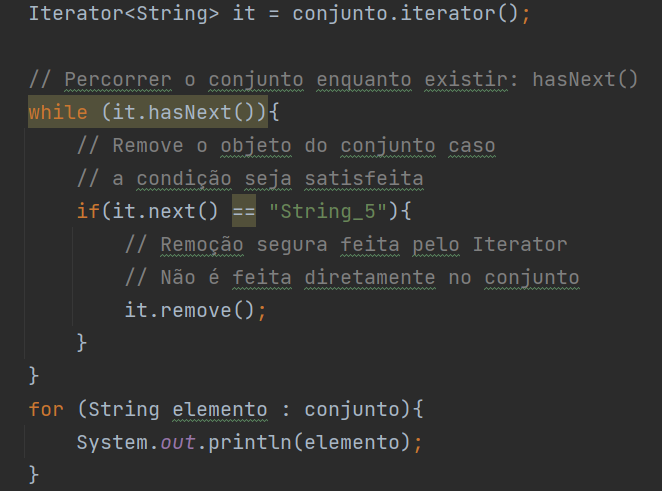 Iterator<String> it = conjunto.iterator();
// Percorrer o conjunto enquanto existir: hasNext()
while (it.hasNext()){
// Remove o objeto do conjunto caso
// a condição seja satisfeita
if(it.next() == "String_5"){
// Remoção segura feita pelo Iterator
// Não é feita diretamente no conjunto
it.remove();
}
}
for (String elemento : conjunto){
System.out.println(elemento);
}